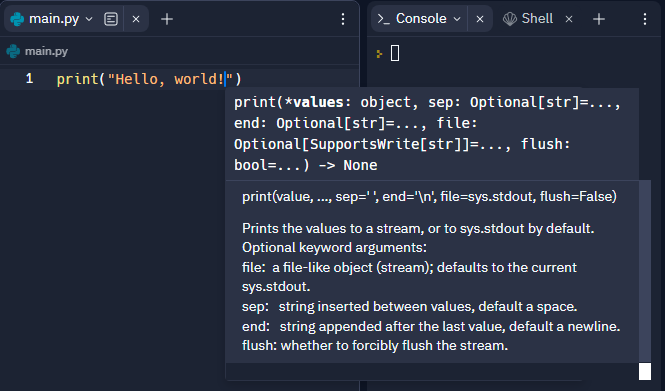 main.py
Console
Shell
main.py
1 print("Hello, world!")
print(*values: object, sep: Optional[str]=...,
end: Optional[str]=..., file:
Optional[SupportsWrite[str]]=..., flush:
bool=...) -> None
print(value, ..., sep=' ', end='\n', file=sys.stdout, flush=False)
Prints the values to a stream, or to sys.stdout by default.
Optional keyword arguments:
file: a file-like object (stream); defaults to the current
sys.stdout.
sep: string inserted between values, default a space.
end: string appended after the last value, default a newline.
flush: whether to forcibly flush the stream.